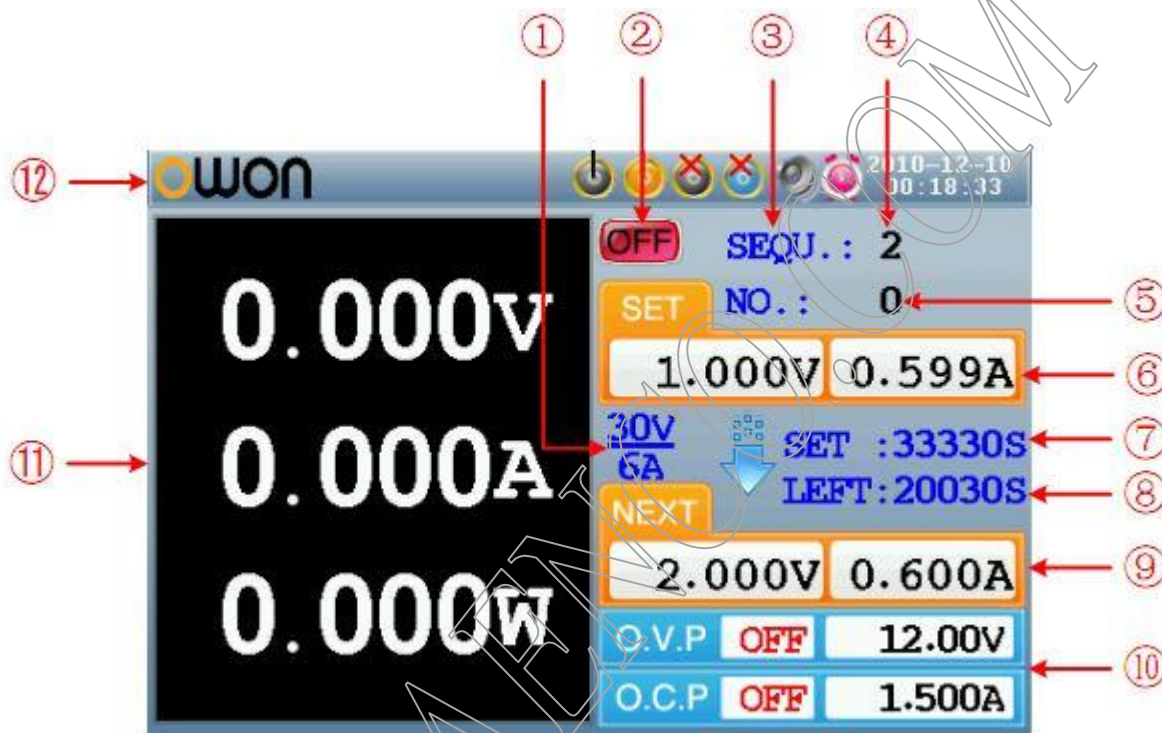 ① ② ③ ④
⑫ owon 2010-12-10
00:18:33
OFF SEQU.: 2
0.000V SET NO.: 0 ⑤
1.000V 0.599A ⑥
① 30V
6A
SET :33330S ⑦
⑪ 0.000A LEFT:20030S ⑧
NEXT
2.000V 0.600A ⑨
0.000W O.V.P OFF 12.00V
⑩
O.C.P OFF 1.500A